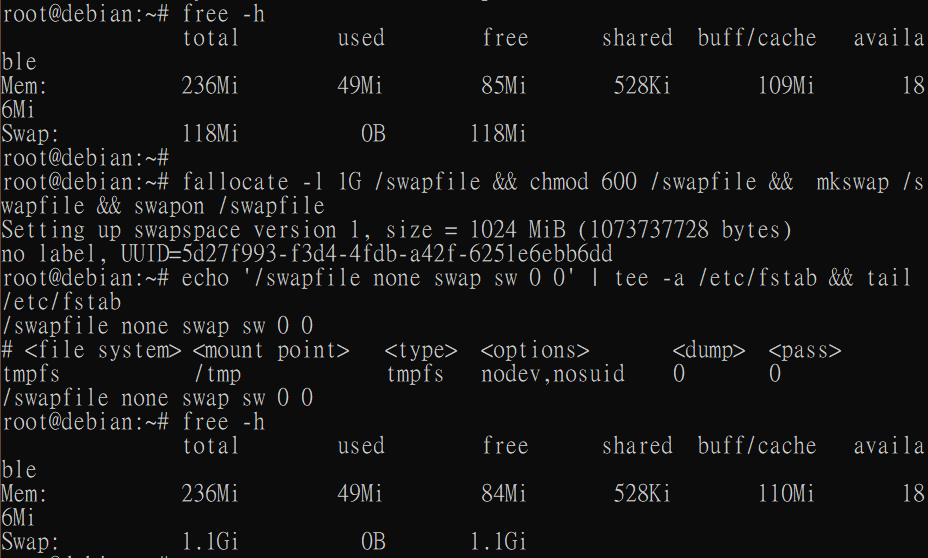 root@debian:~# free -h
total used free shared buff/cache availa
ble
Mem: 236Mi 49Mi 85Mi 528Ki 109Mi 18
6Mi
Swap: 118Mi 0B 118Mi
root@debian:~#
root@debian:~# fallocate -l 1G /swapfile && chmod 600 /swapfile &&  mkswap /s
wapfile && swapon /swapfile
Setting up swapspace version 1, size = 1024 MiB (1073737728 bytes)
no label, UUID=5d27f993-f3d4-4fdb-a42f-6251e6ebb6dd
root@debian:~# echo '/swapfile none swap sw 0 0' | tee -a /etc/fstab && tail
/etc/fstab
/swapfile none swap sw 0 0
# <file system> <mount point> <type> <options> <dump> <pass>
tmpfs /tmp tmpfs nodev,nosuid 0 0
/swapfile none swap sw 0 0
root@debian:~# free -h
total used free shared buff/cache availa
ble
Mem: 236Mi 49Mi 84Mi 528Ki 110Mi 18
6Mi
Swap: 1.1Gi 0B 1.1Gi